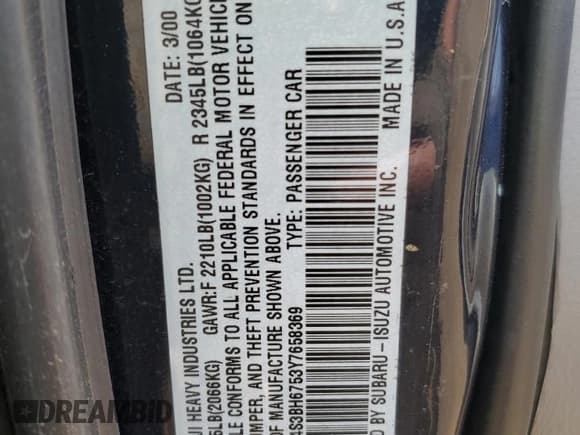 JI HEAVY INDUSTRIES LTD. DATE: 3/00
6LB(2066KG) GAWR:F 2210LB(1002KG) R 2345LB(1064KG
LE CONFORMS TO ALL APPLICABLE FEDERAL MOTOR VEHIC
UMPER, AND THEFT PREVENTION STANDARDS IN EFFECT ON
OF MANUFACTURE SHOWN ABOVE.
4S3BH6753Y7658369 TYPE: PASSENGER CAR
D BY SUBARU-ISUZU AUTOMOTIVE INC. MADE IN U.S.A
DREAMBID